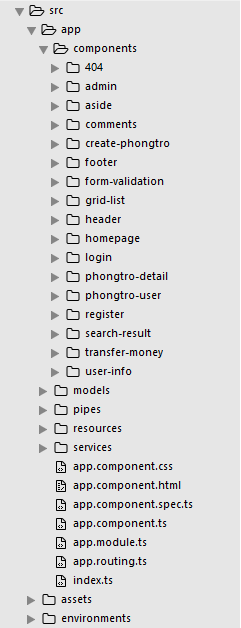 src
app
components
404
admin
aside
comments
create-phongtro
footer
form-validation
grid-list
header
homepage
login
phongtro-detail
phongtro-user
register
search-result
transfer-money
user-info
models
pipes
resources
services
app.component.css
app.component.html
app.component.spec.ts
app.component.ts
app.module.ts
app.routing.ts
index.ts
assets
environments